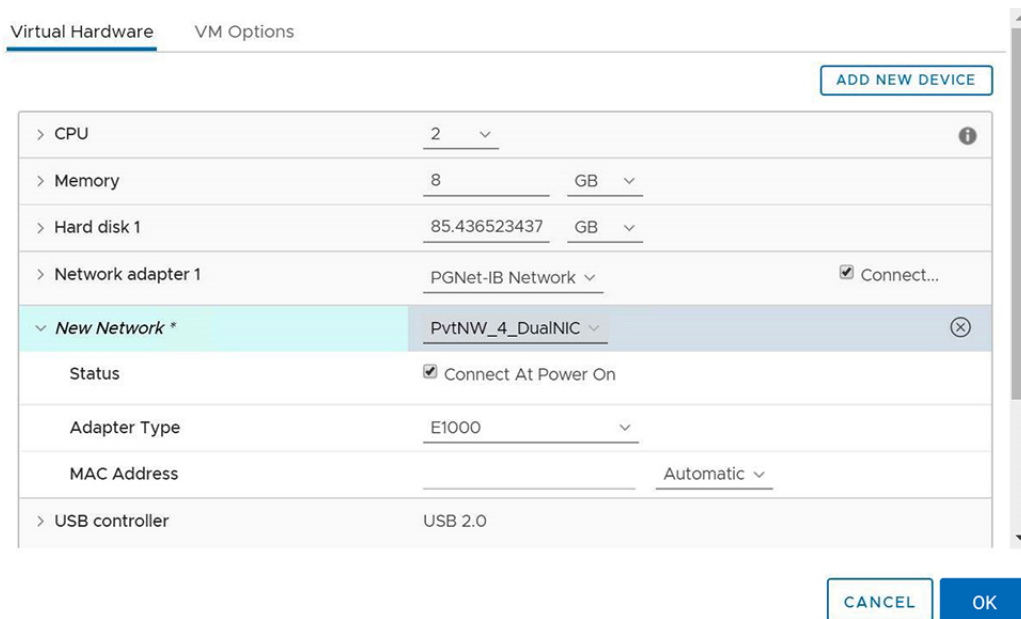 Virtual Hardware VM Options
ADD NEW DEVICE
CPU 2
Memory 8 GB
Hard disk 1 85.436523437 GB
Network adapter 1 PGNet-IB Network Connect...
New Network * PvtNW_4_DualNIC
Status Connect At Power On
Adapter Type E1000
MAC Address Automatic
USB controller USB 2.0
CANCEL OK